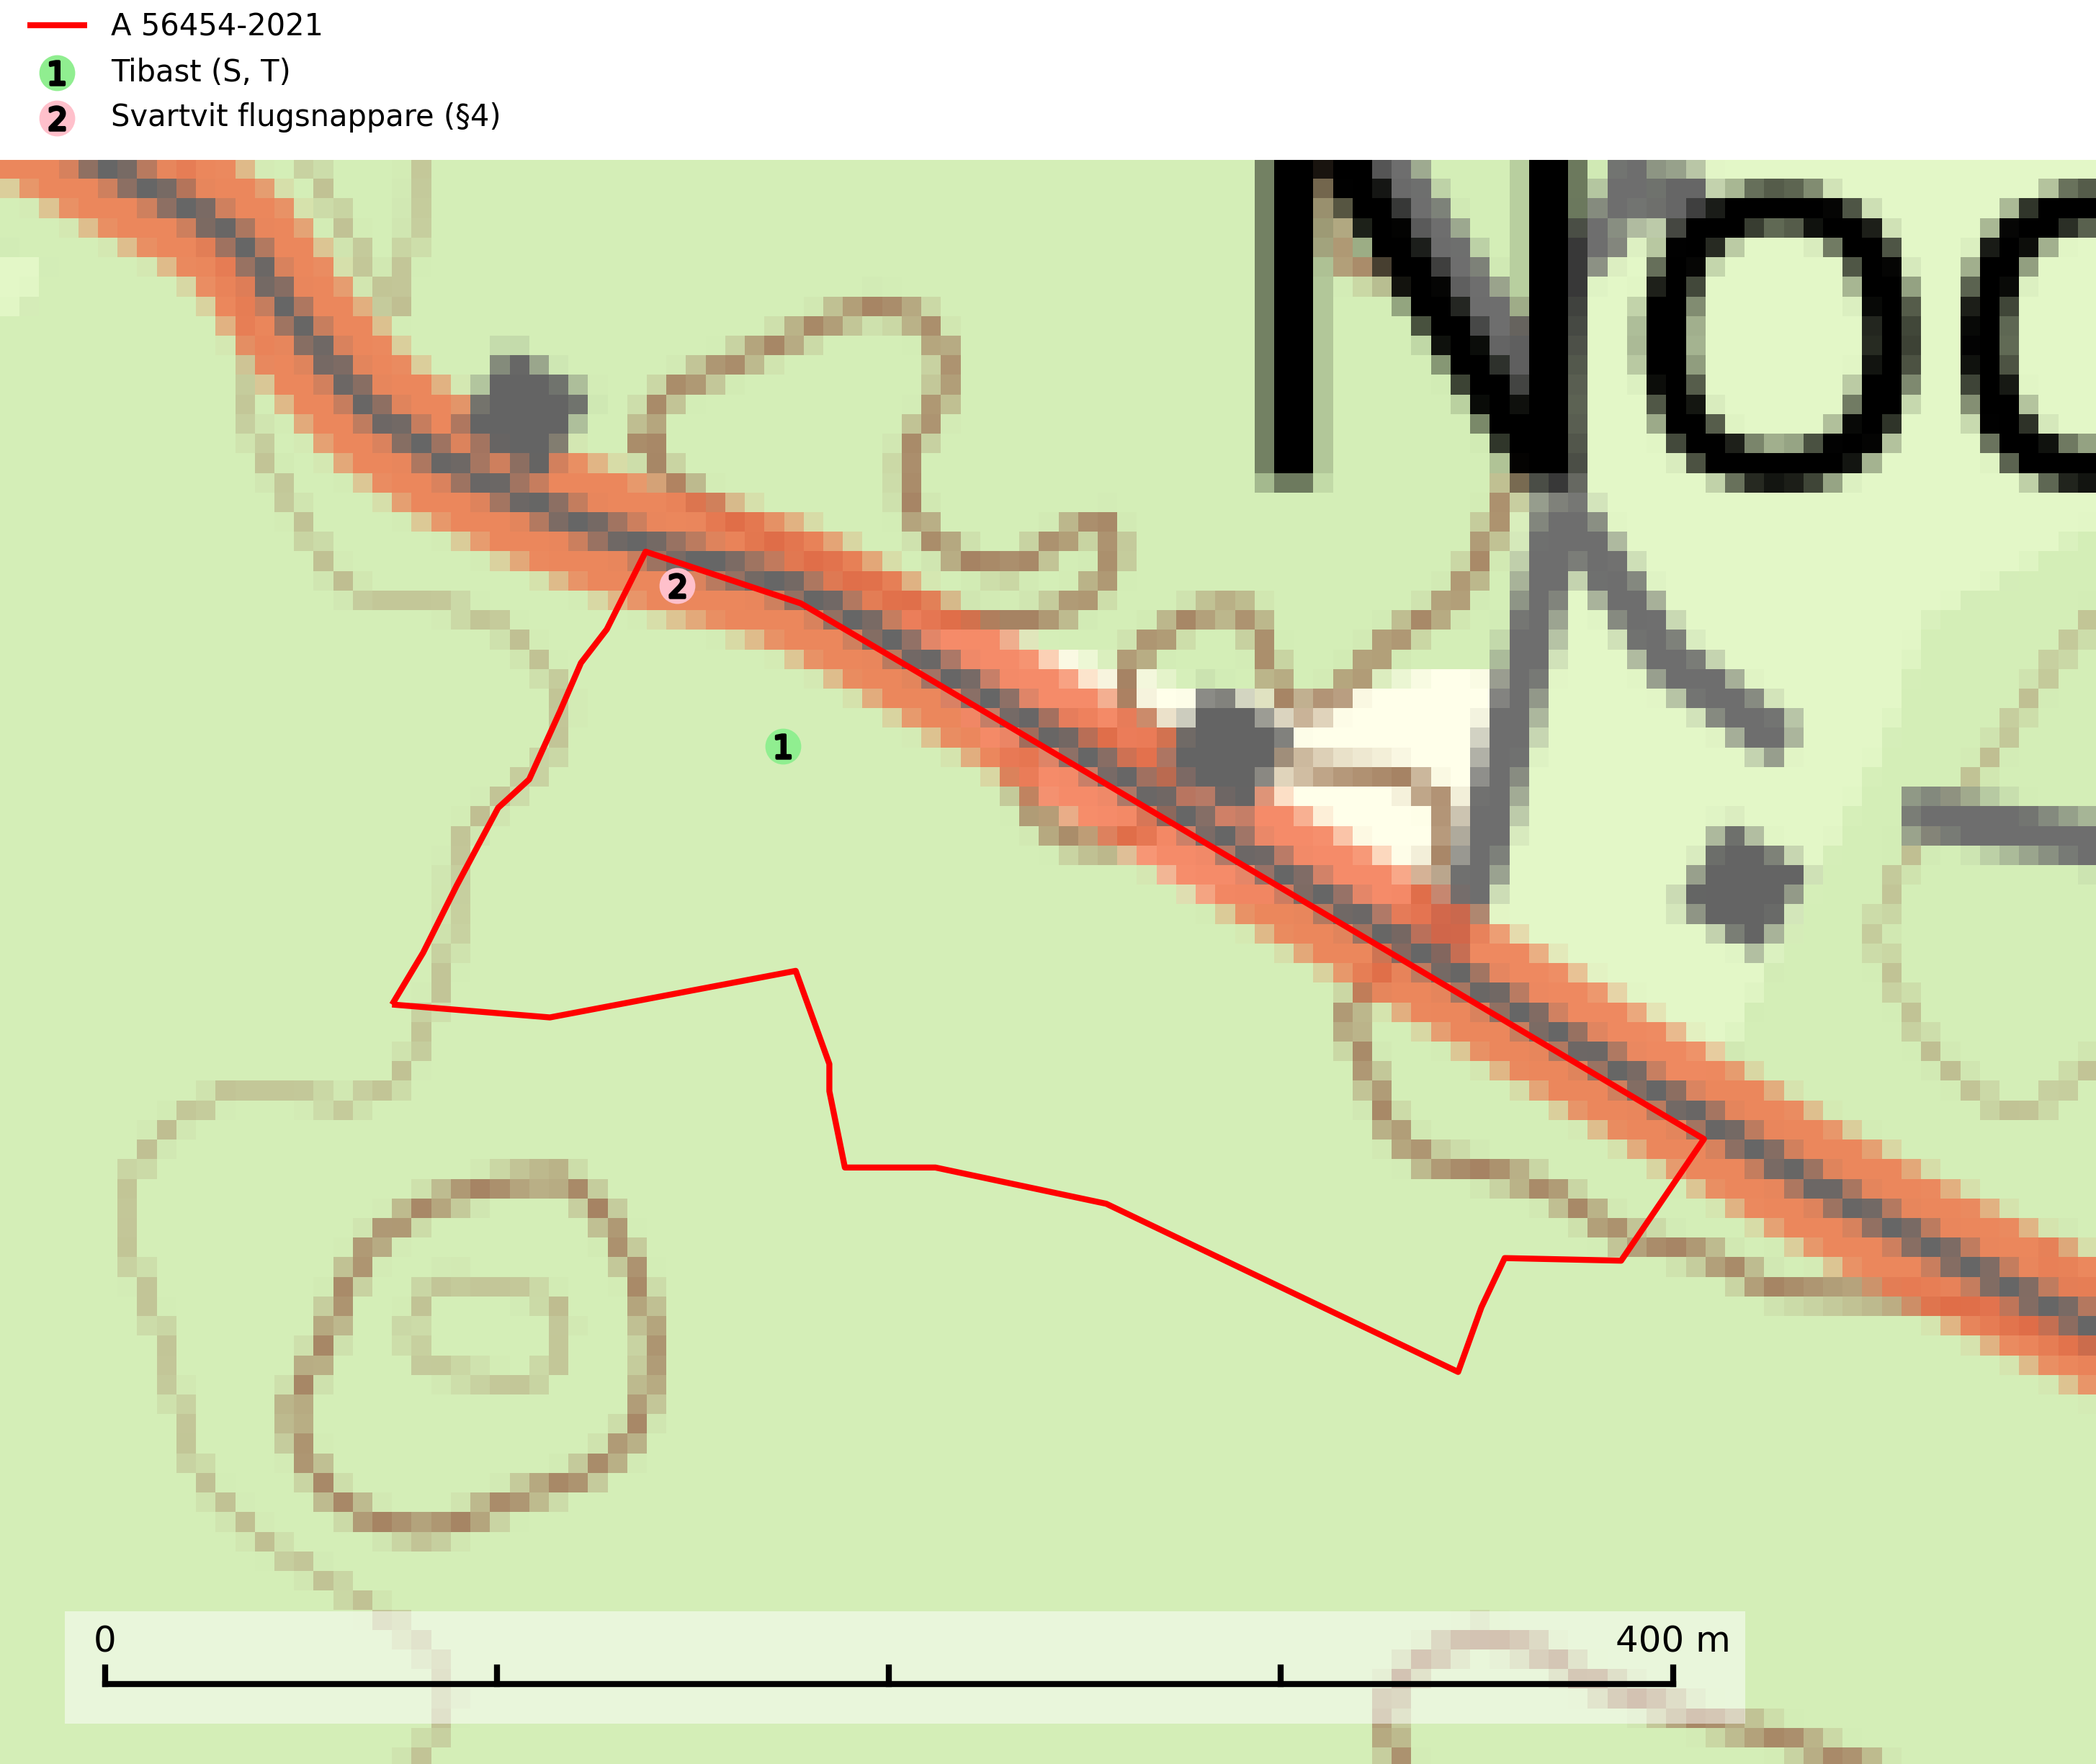 A 56454-2021
1 Tibast (S, T)
2 Svartvit flugsnappare (§4)
2
1
0 400 m